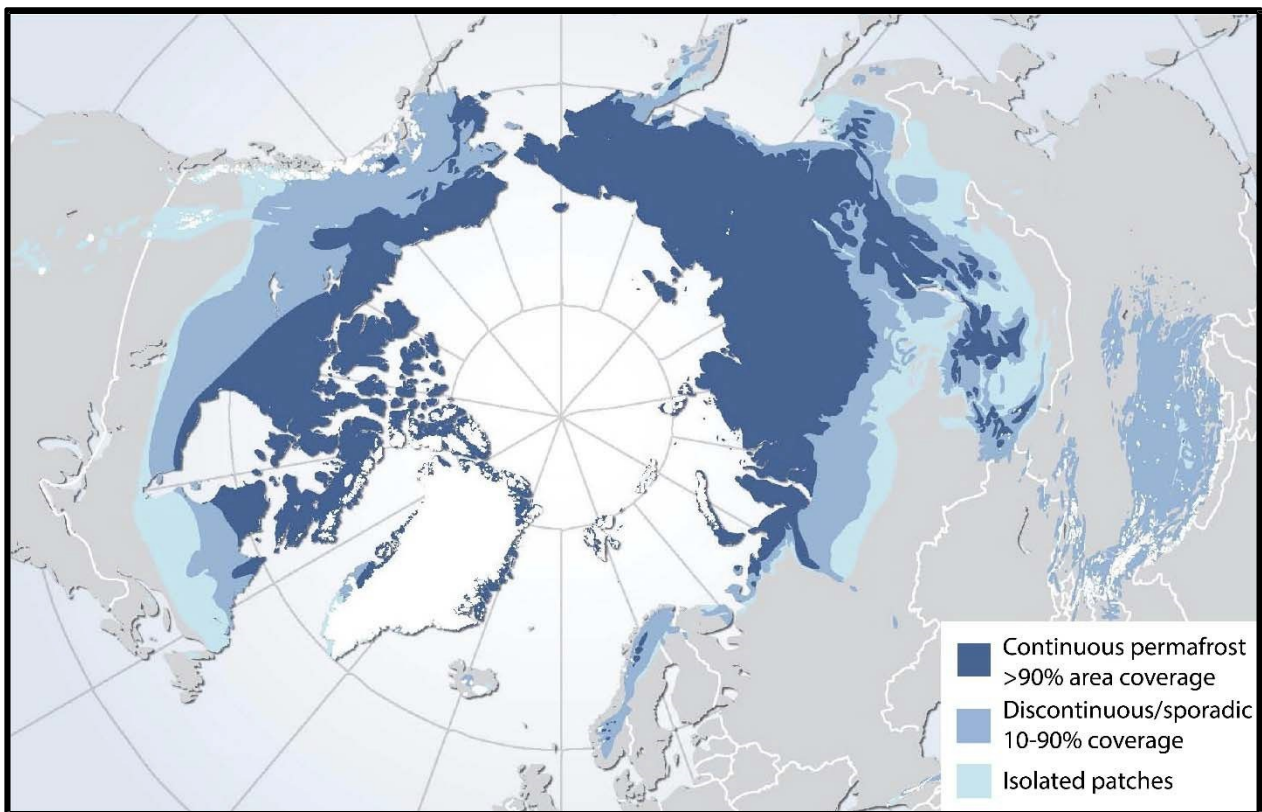 Continuous permafrost
>90% area coverage
Discontinuous/sporadic
10-90% coverage
Isolated patches